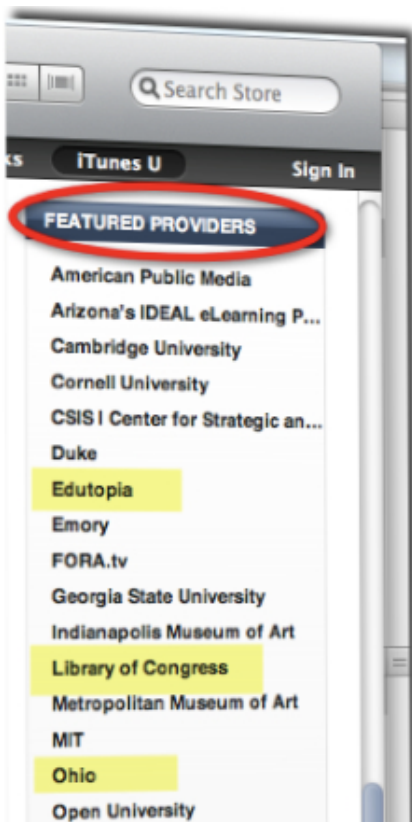 Search Store
ks
iTunes U
Sign In
FEATURED PROVIDERS
American Public Media
Arizona's IDEAL eLearning P...
Cambridge University
Cornell University
CSIS I Center for Strategic an...
Duke
Edutopia
Emory
FORA.tv
Georgia State University
Indianapolis Museum of Art
Library of Congress
Metropolitan Museum of Art
MIT
Ohio
Open University